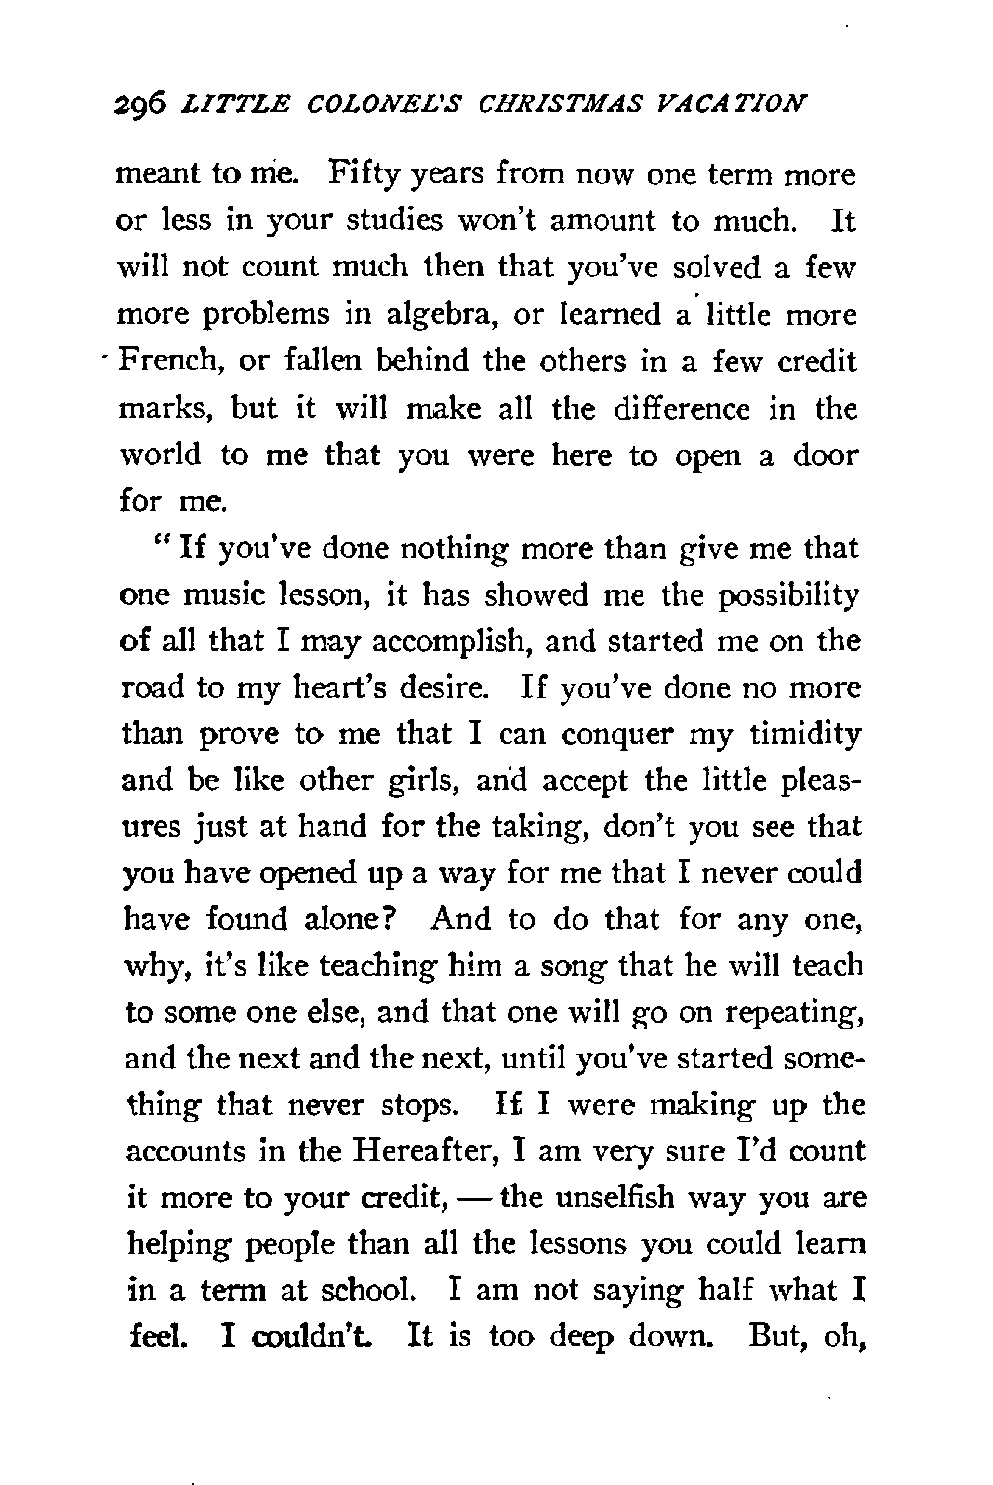 296 LITTLE COLONEL'S CHRISTMAS VACATION
meant to me. Fifty years from now one term more
or less in your studies won't amount to much. It
will not count much then that you've solved a few
more problems in algebra, or learned a little more
French, or fallen behind the others in a few credit
marks, but it will make all the difference in the
world to me that you were here to open a door
for me.
" If you've done nothing more than give me that
one music lesson, it has showed me the possibility
of all that I may accomplish, and started me on the
road to my heart's desire. If you've done no more
than prove to me that I can conquer my timidity
and be like other girls, and accept the little pleas-
ures just at hand for the taking, don't you see that
you have opened up a way for me that I never could
have found alone? And to do that for any one,
why, it's like teaching him a song that he will teach
to some one else, and that one will go on repeating,
and the next and the next, until you've started some-
thing that never stops. If I were making up the
accounts in the Hereafter, I am very sure I'd count
it more to your credit, — the unselfish way you are
helping people than all the lessons you could learn
in a term at school. I am not saying half what I
feel. I couldn't. It is too deep down. But, oh,